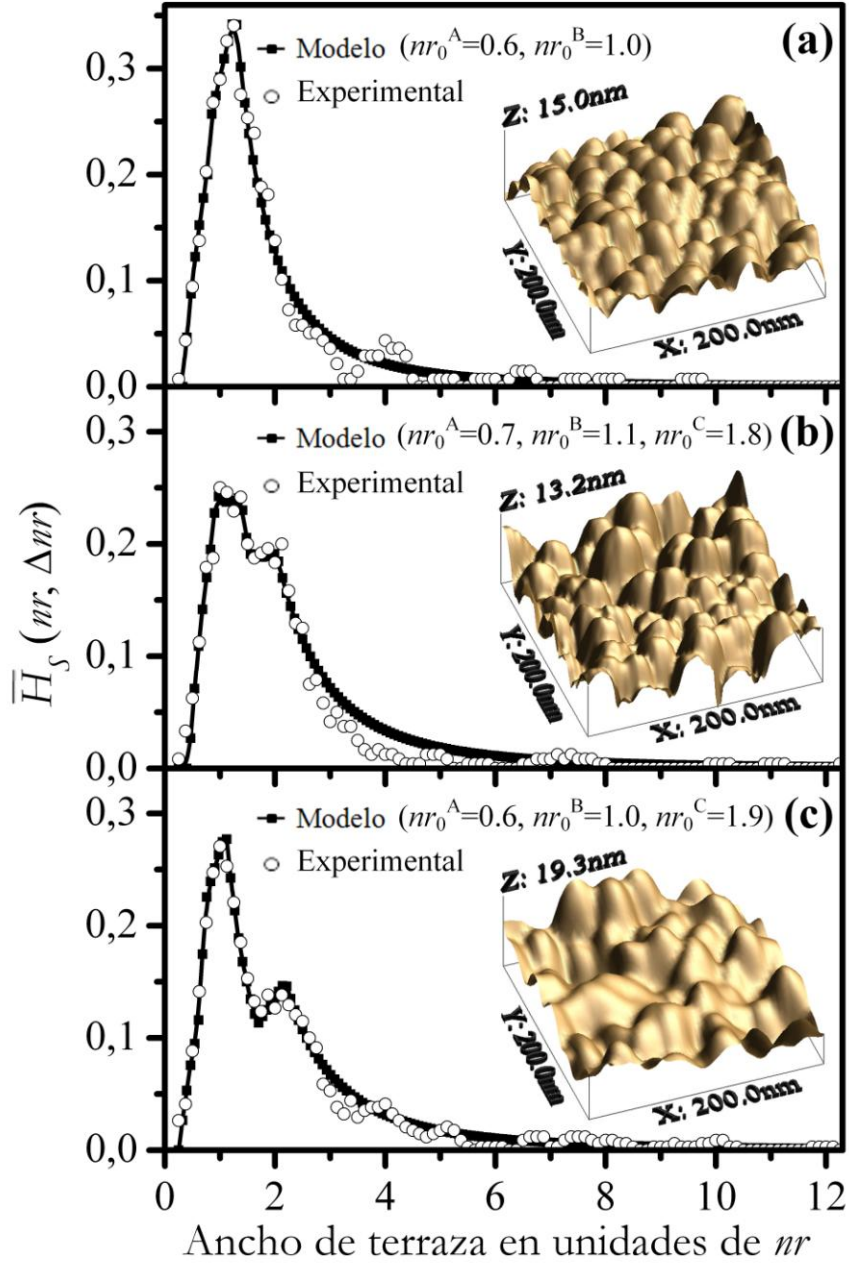 H̅_S (nr, Δnr)
0,3
0,2
0,1
0,0
Modelo (nr₀ᴬ=0.6, nr₀ᴮ=1.0)
(a)
Experimental
Z: 15.0nm
Y: 200.0nm
X: 200.0nm
0,3
0,2
0,1
0,0
Modelo (nr₀ᴬ=0.7, nr₀ᴮ=1.1, nr₀ᶜ=1.8)
(b)
Experimental
Z: 13.2nm
Y: 200.0nm
X: 200.0nm
0,3
0,2
0,1
0,0
Modelo (nr₀ᴬ=0.6, nr₀ᴮ=1.0, nr₀ᶜ=1.9)
(c)
Experimental
Z: 19.3nm
Y: 200.0nm
X: 200.0nm
0 2 4 6 8 10 12
Ancho de terraza en unidades de nr